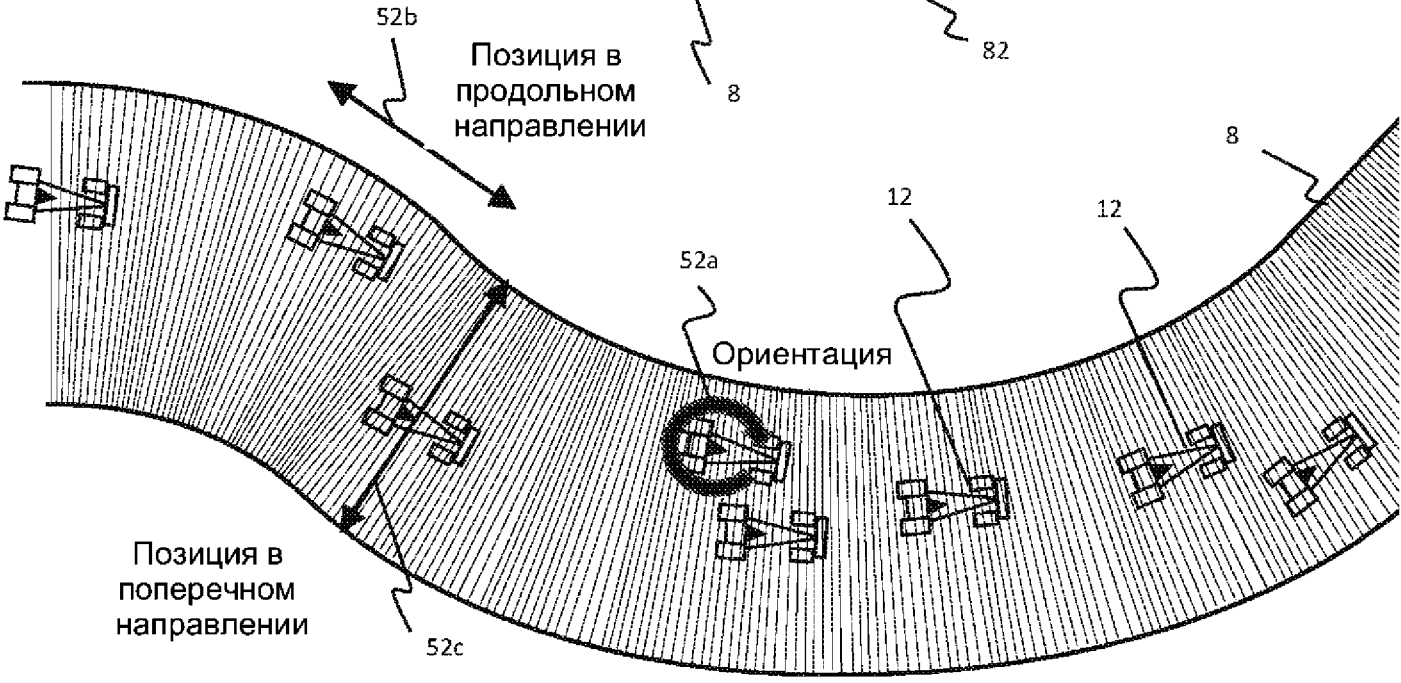 52b
82
Позиция в
продольном
направлении
8
8
12
12
52a
Ориентация
Позиция в
поперечном
направлении
52c